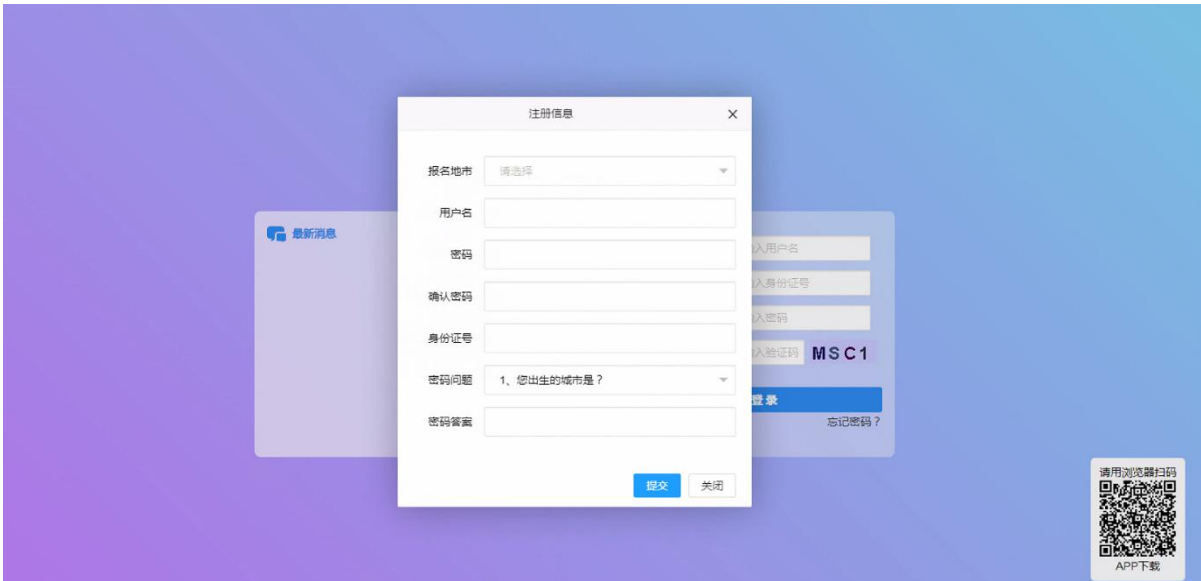 注册信息
报名地市 请选择
用户名
密码
确认密码
身份证号
密码问题 1、您出生的城市是？
密码答案
提交 关闭
最新消息
入用户名
入身份证号
入密码
入验证码 MSC1
登录
忘记密码？
请用浏览器扫码
APP下载